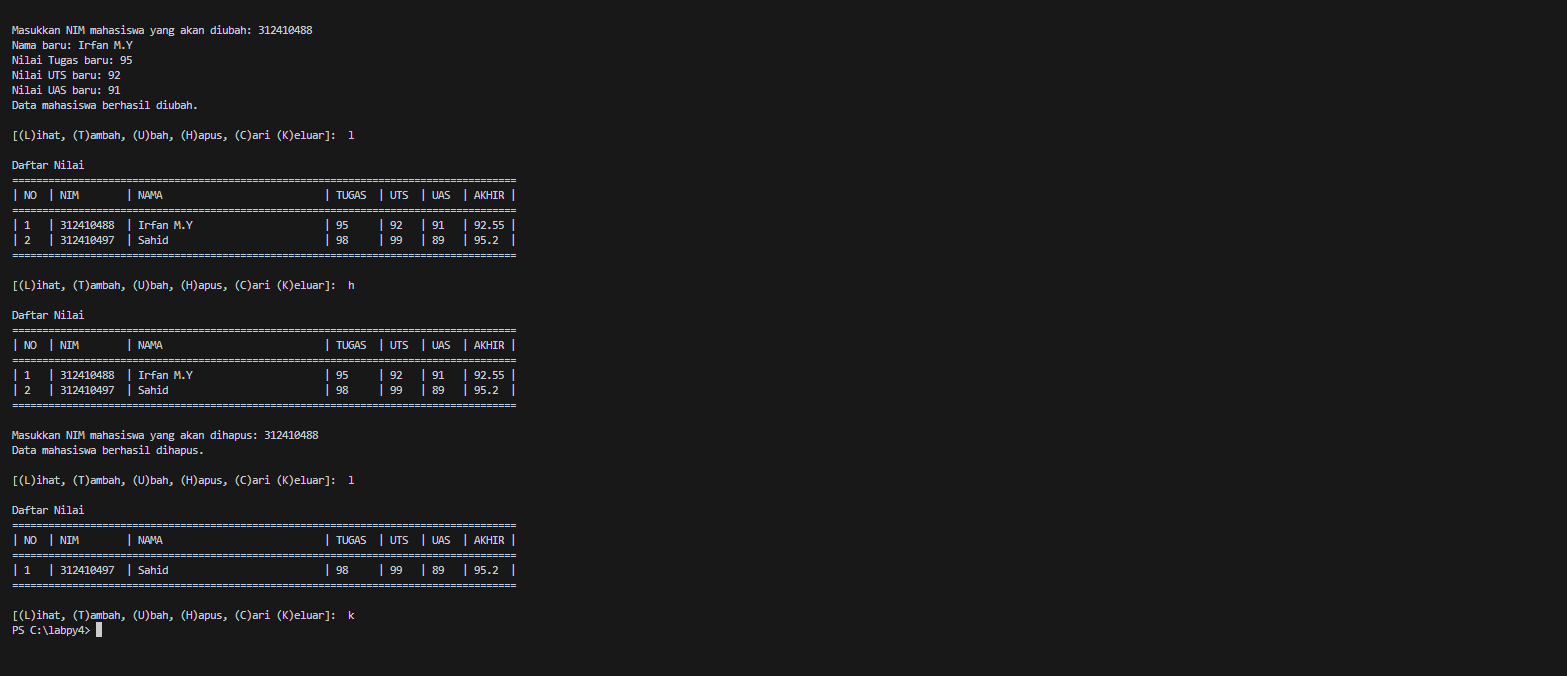 Masukkan NIM mahasiswa yang akan diubah: 312410488
Nama baru: Irfan M.Y
Nilai Tugas baru: 95
Nilai UTS baru: 92
Nilai UAS baru: 91
Data mahasiswa berhasil diubah.
[(L)ihat, (T)ambah, (U)bah, (H)apus, (C)ari (K)eluar]:  l
Daftar Nilai
====================================================================================
| NO  | NIM        | NAMA                           | TUGAS  | UTS  | UAS  | AKHIR |
====================================================================================
| 1   | 312410488  | Irfan M.Y                      | 95     | 92   | 91   | 92.55 |
| 2   | 312410497  | Sahid                          | 98     | 99   | 89   | 95.2  |
====================================================================================
[(L)ihat, (T)ambah, (U)bah, (H)apus, (C)ari (K)eluar]:  h
Daftar Nilai
====================================================================================
| NO  | NIM        | NAMA                           | TUGAS  | UTS  | UAS  | AKHIR |
====================================================================================
| 1   | 312410488  | Irfan M.Y                      | 95     | 92   | 91   | 92.55 |
| 2   | 312410497  | Sahid                          | 98     | 99   | 89   | 95.2  |
====================================================================================
Masukkan NIM mahasiswa yang akan dihapus: 312410488
Data mahasiswa berhasil dihapus.
[(L)ihat, (T)ambah, (U)bah, (H)apus, (C)ari (K)eluar]:  l
Daftar Nilai
====================================================================================
| NO  | NIM        | NAMA                           | TUGAS  | UTS  | UAS  | AKHIR |
====================================================================================
| 1   | 312410497  | Sahid                          | 98     | 99   | 89   | 95.2  |
====================================================================================
[(L)ihat, (T)ambah, (U)bah, (H)apus, (C)ari (K)eluar]:  k
PS C:\labpy4>